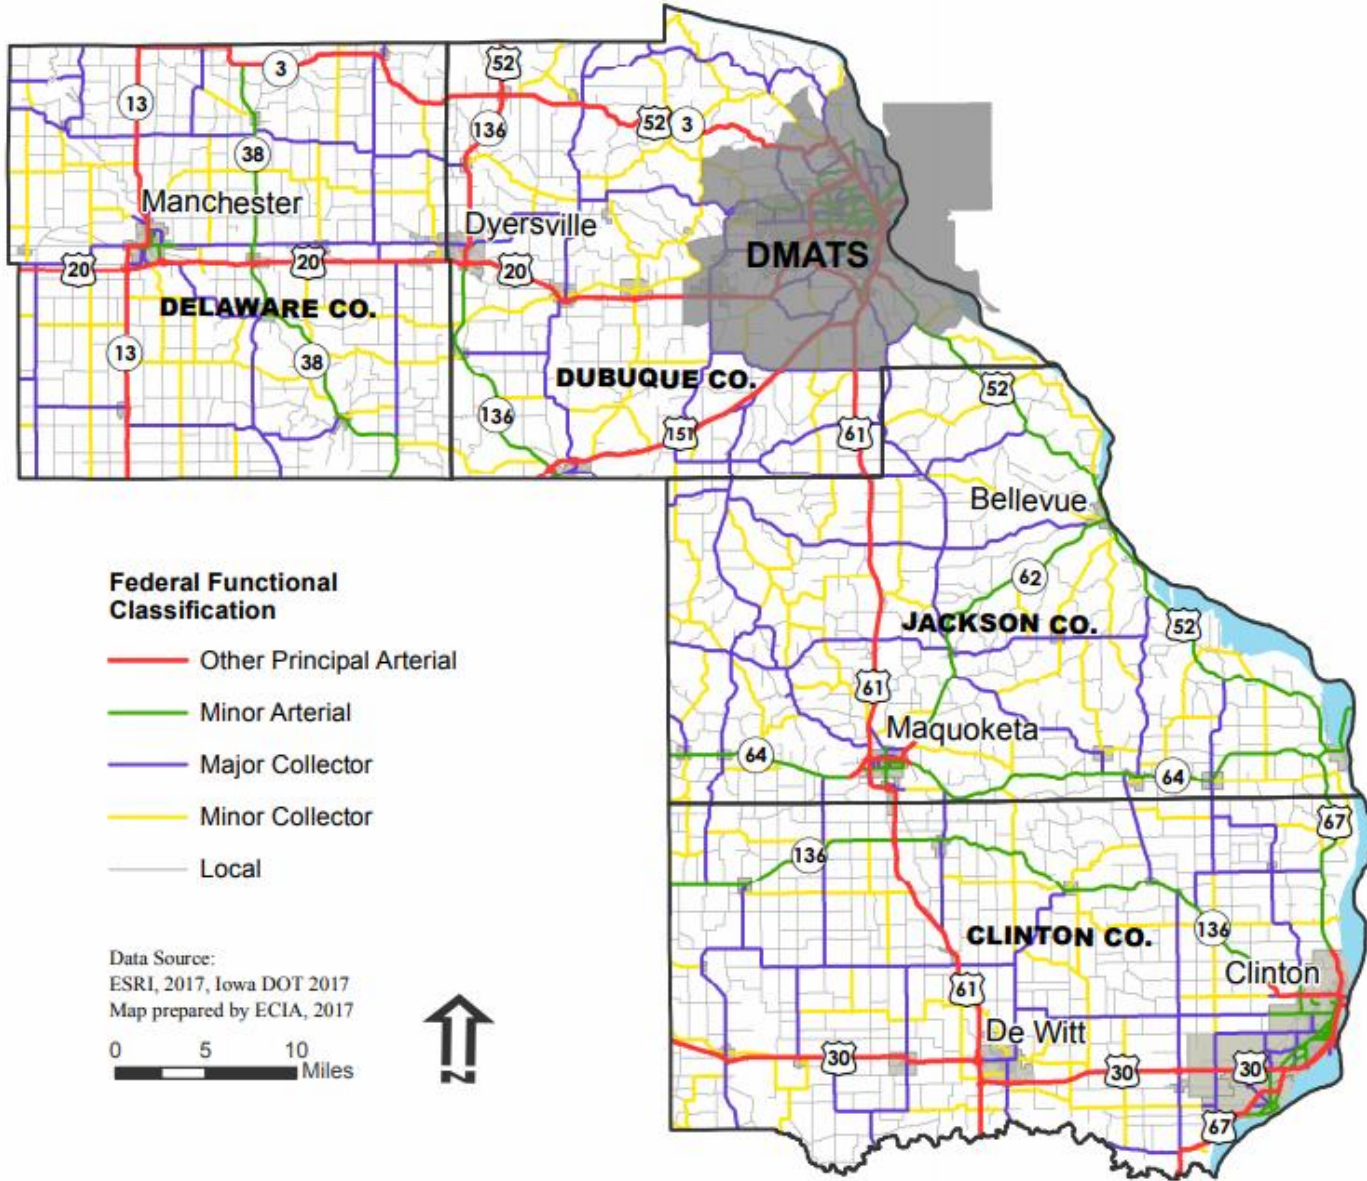 52
3
13
52
3
136
38
Manchester
Dyersville
DMATS
20
20
20
DELAWARE CO.
13
38
DUBUQUE CO.
52
136
151
61
Bellevue
62
JACKSON CO.
52
61
Maquoketa
64
64
67
136
CLINTON CO.
136
Clinton
61
De Witt
30
30
30
67
Federal Functional
Classification
Other Principal Arterial
Minor Arterial
Major Collector
Minor Collector
Local
Data Source:
ESRI, 2017, Iowa DOT 2017
Map prepared by ECIA, 2017
0 5 10
Miles
N